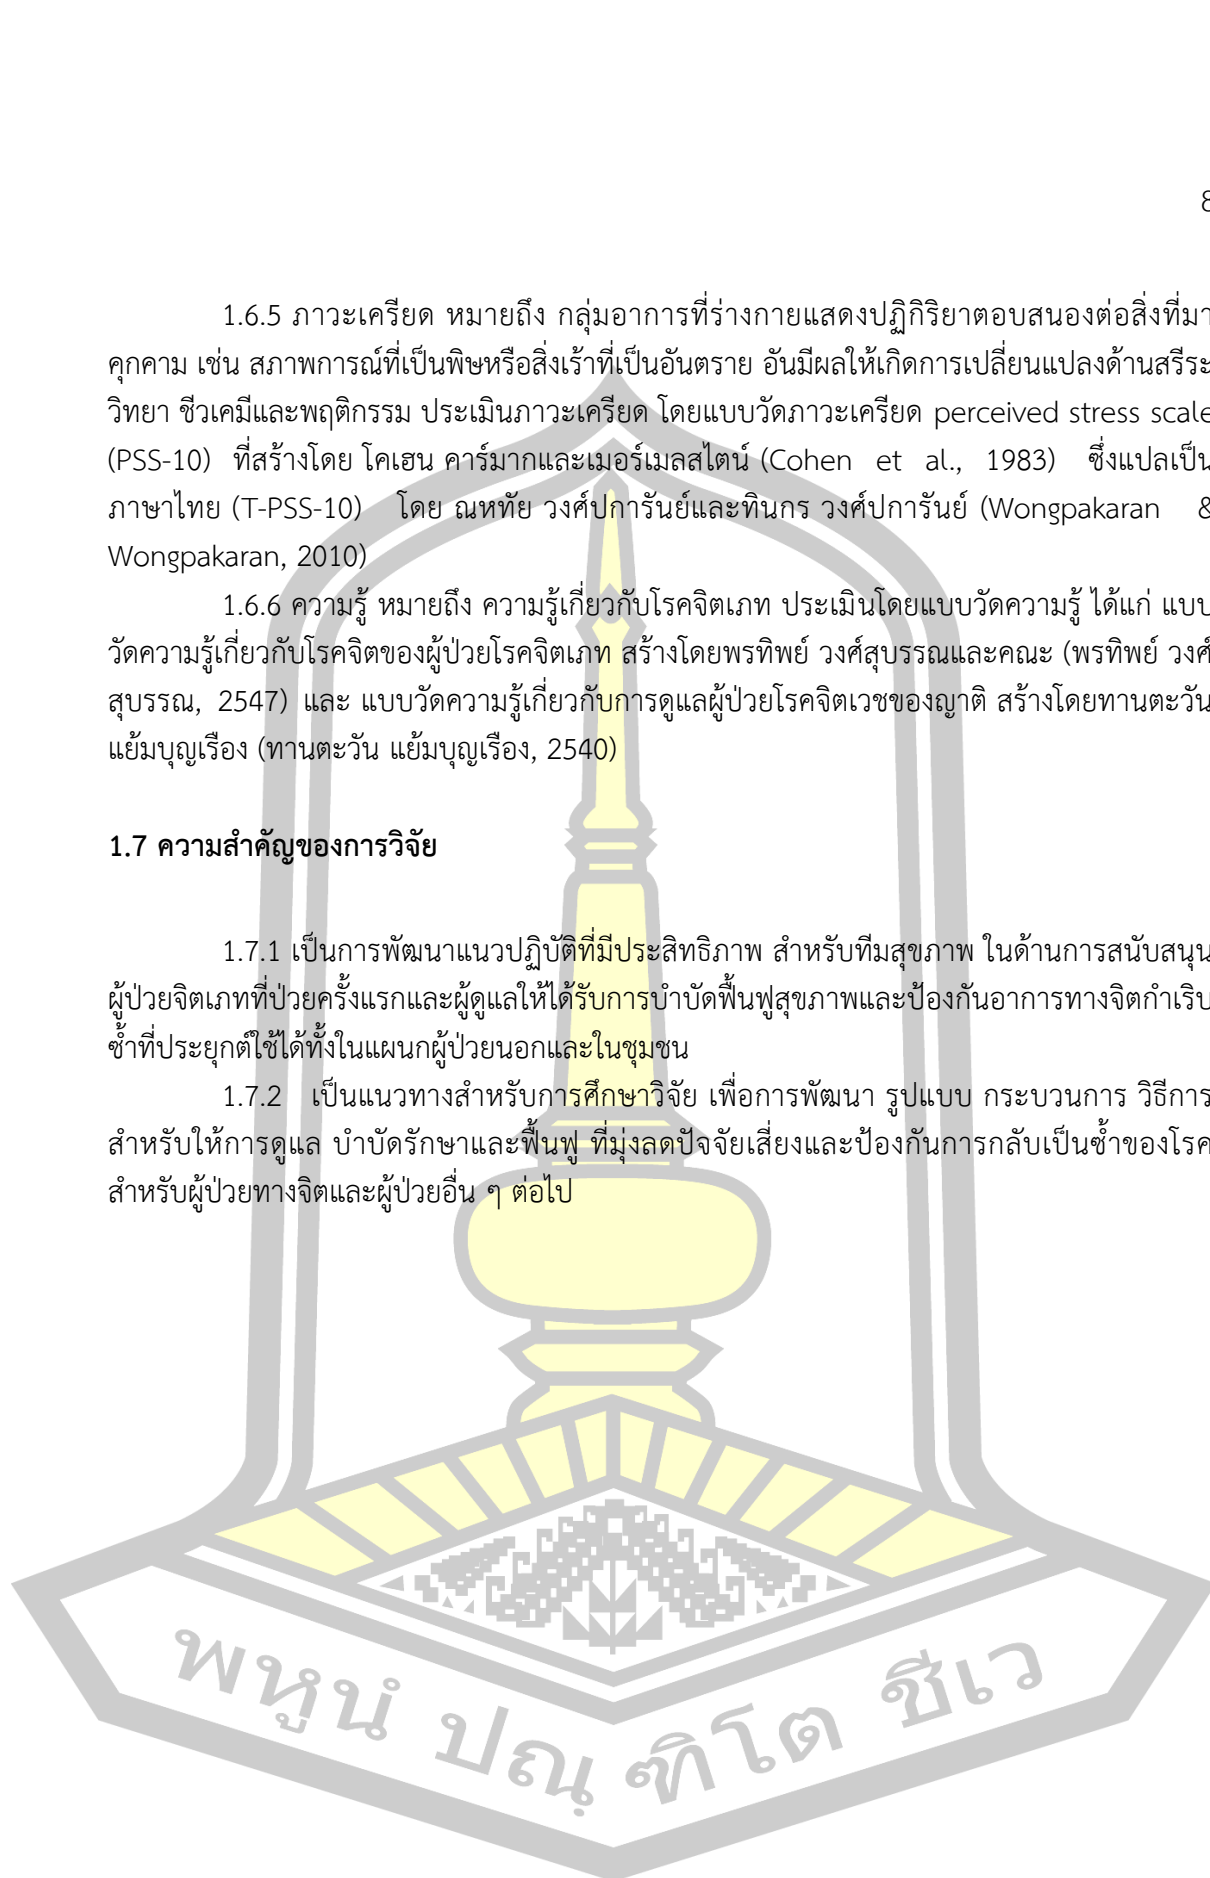 8
1.6.5 ภาวะเครียด หมายถึง กลุ่มอาการที่ร่างกายแสดงปฏิกิริยาตอบสนองต่อสิ่งที่มา
คุกคาม เช่น สภาพการณ์ที่เป็นพิษหรือสิ่งเร้าที่เป็นอันตราย อันมีผลให้เกิดการเปลี่ยนแปลงด้านสรีระ
วิทยา ชีวเคมีและพฤติกรรม ประเมินภาวะเครียด โดยแบบวัดภาวะเครียด perceived stress scale
(PSS-10) ที่สร้างโดย โคเฮน คาร์มากและเมอร์เมลสไตน์ (Cohen et al., 1983) ซึ่งแปลเป็น
ภาษาไทย (T-PSS-10) โดย ณหทัย วงศ์ปการันย์และทินกร วงศ์ปการันย์ (Wongpakaran &
Wongpakaran, 2010)
1.6.6 ความรู้ หมายถึง ความรู้เกี่ยวกับโรคจิตเภท ประเมินโดยแบบวัดความรู้ ได้แก่ แบบ
วัดความรู้เกี่ยวกับโรคจิตของผู้ป่วยโรคจิตเภท สร้างโดยพรทิพย์ วงศ์สุบรรณและคณะ (พรทิพย์ วงศ์
สุบรรณ, 2547) และ แบบวัดความรู้เกี่ยวกับการดูแลผู้ป่วยโรคจิตเวชของญาติ สร้างโดยทานตะวัน
แย้มบุญเรือง (ทานตะวัน แย้มบุญเรือง, 2540)
1.7 ความสำคัญของการวิจัย
1.7.1 เป็นการพัฒนาแนวปฏิบัติที่มีประสิทธิภาพ สำหรับทีมสุขภาพ ในด้านการสนับสนุน
ผู้ป่วยจิตเภทที่ป่วยครั้งแรกและผู้ดูแลให้ได้รับการบำบัดฟื้นฟูสุขภาพและป้องกันอาการทางจิตกำเริบ
ซ้ำที่ประยุกต์ใช้ได้ทั้งในแผนกผู้ป่วยนอกและในชุมชน
1.7.2 เป็นแนวทางสำหรับการศึกษาวิจัย เพื่อการพัฒนา รูปแบบ กระบวนการ วิธีการ
สำหรับให้การดูแล บำบัดรักษาและฟื้นฟู ที่มุ่งลดปัจจัยเสี่ยงและป้องกันการกลับเป็นซ้ำของโรค
สำหรับผู้ป่วยทางจิตและผู้ป่วยอื่น ๆ ต่อไป
พหูนํ ปณฺฑิโต ชีเว